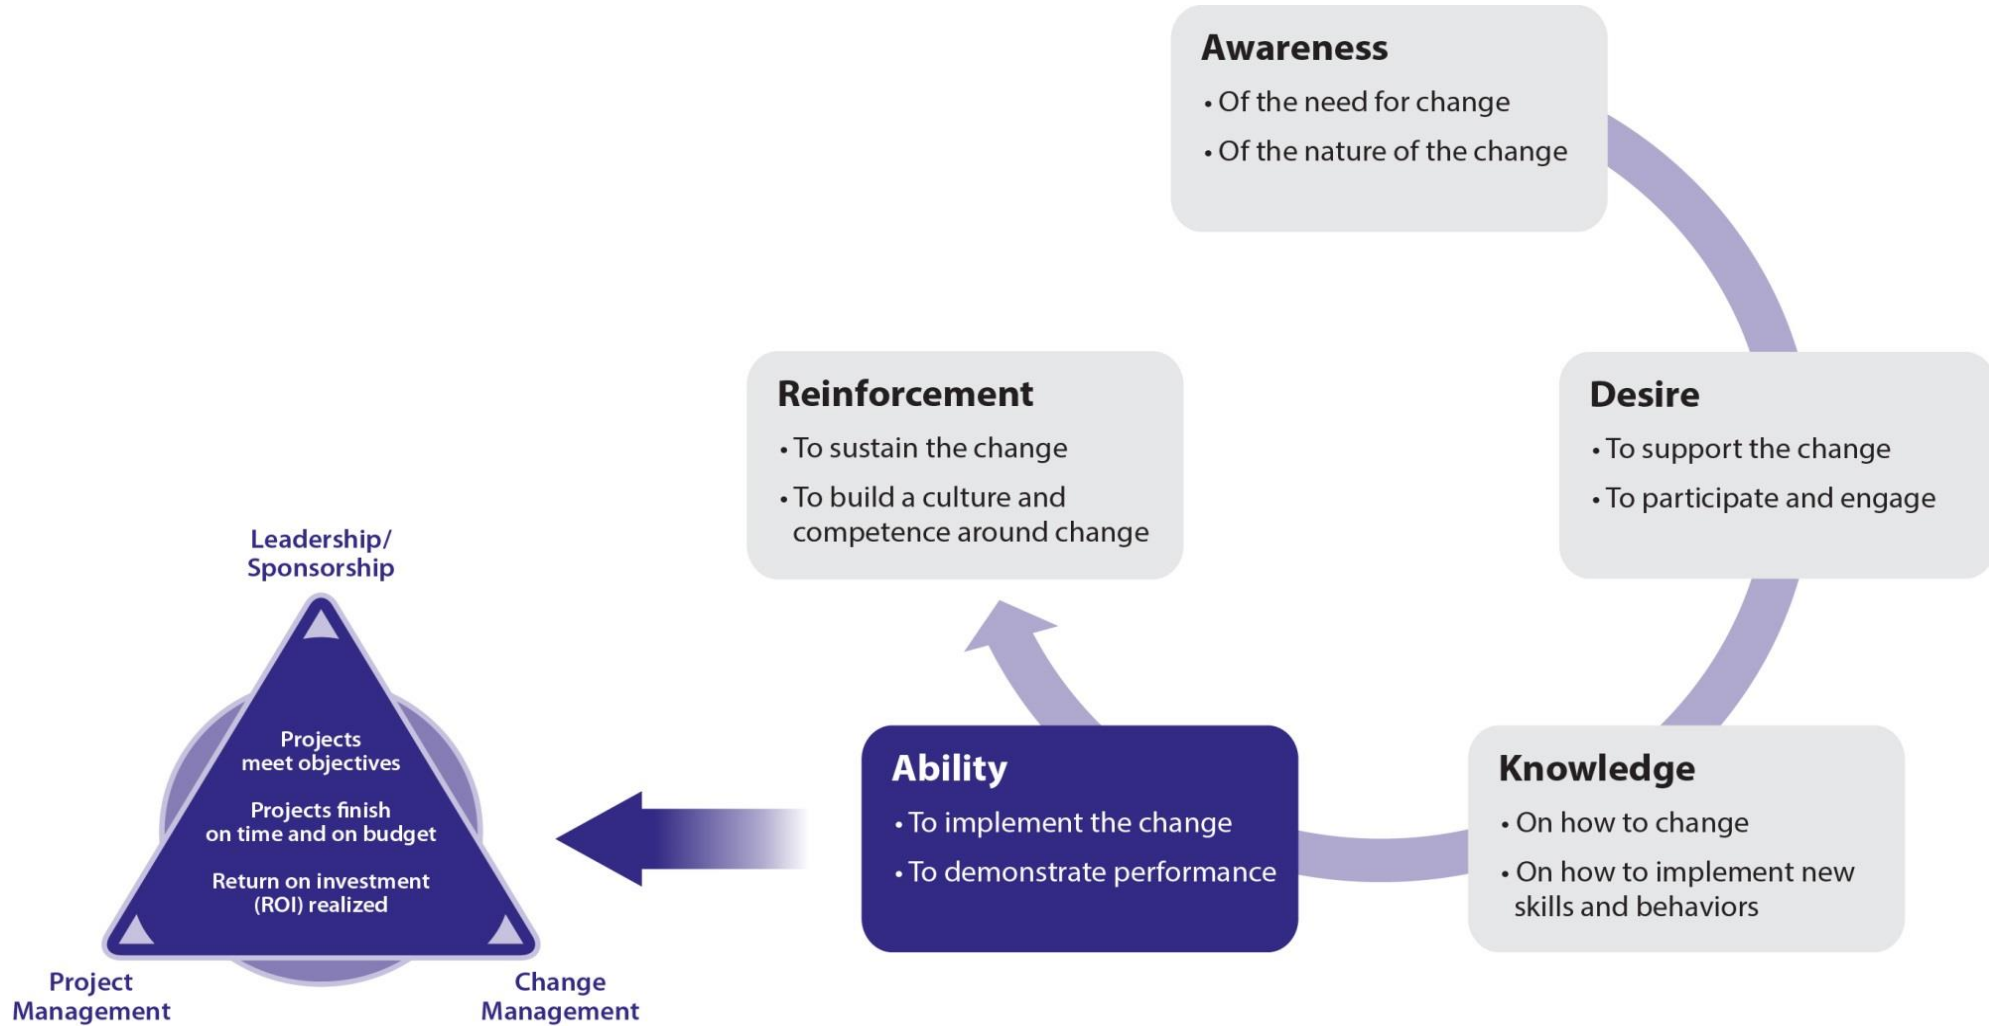 Awareness
• Of the need for change
• Of the nature of the change
Desire
• To support the change
• To participate and engage
Knowledge
• On how to change
• On how to implement new
skills and behaviors
Ability
• To implement the change
• To demonstrate performance
Reinforcement
• To sustain the change
• To build a culture and
competence around change
Leadership/
Sponsorship
Projects
meet objectives
Projects finish
on time and on budget
Return on investment
(ROI) realized
Project
Management
Change
Management